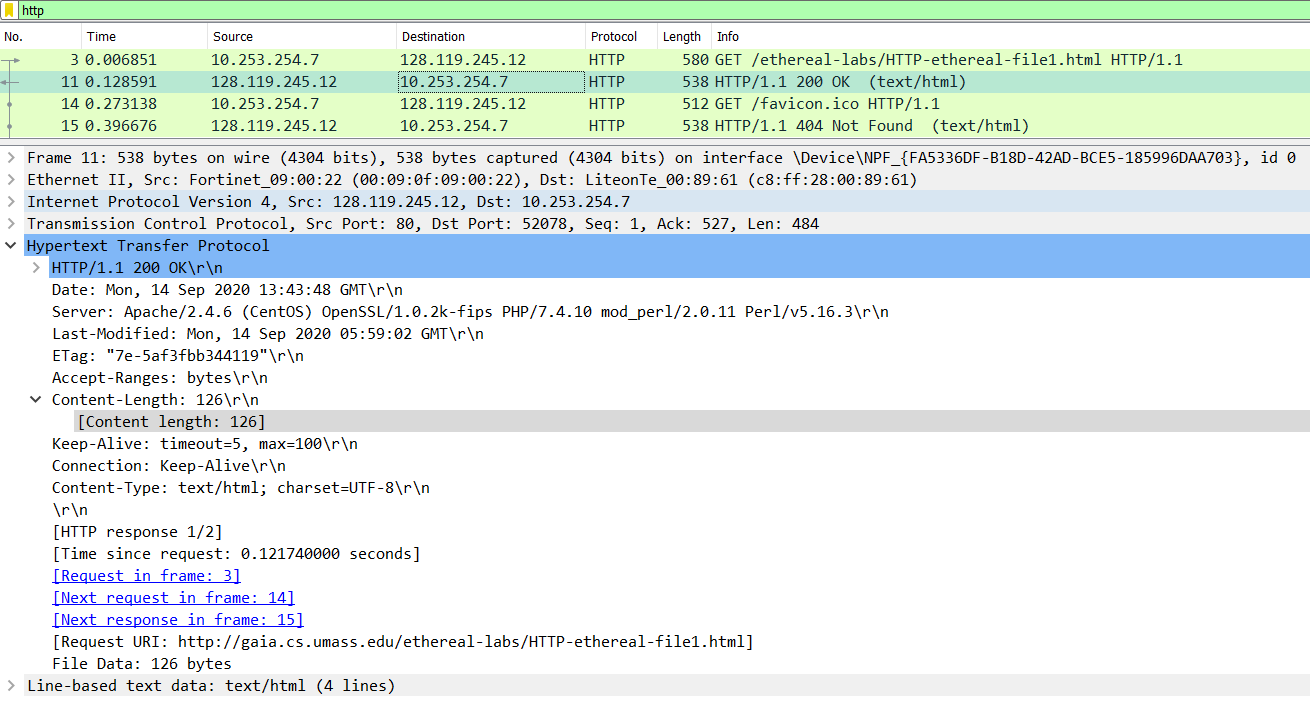 http
No. Time Source Destination Protocol Length Info
3 0.006851 10.253.254.7 128.119.245.12 HTTP 580 GET /ethereal-labs/HTTP-ethereal-file1.html HTTP/1.1
11 0.128591 128.119.245.12 10.253.254.7 HTTP 538 HTTP/1.1 200 OK (text/html)
14 0.273138 10.253.254.7 128.119.245.12 HTTP 512 GET /favicon.ico HTTP/1.1
15 0.396676 128.119.245.12 10.253.254.7 HTTP 538 HTTP/1.1 404 Not Found (text/html)
Frame 11: 538 bytes on wire (4304 bits), 538 bytes captured (4304 bits) on interface \Device\NPF_{FA5336DF-B18D-42AD-BCE5-185996DAA703}, id 0
Ethernet II, Src: Fortinet_09:00:22 (00:09:0f:09:00:22), Dst: LiteonTe_00:89:61 (c8:ff:28:00:89:61)
Internet Protocol Version 4, Src: 128.119.245.12, Dst: 10.253.254.7
Transmission Control Protocol, Src Port: 80, Dst Port: 52078, Seq: 1, Ack: 527, Len: 484
Hypertext Transfer Protocol
HTTP/1.1 200 OK\r\n
Date: Mon, 14 Sep 2020 13:43:48 GMT\r\n
Server: Apache/2.4.6 (CentOS) OpenSSL/1.0.2k-fips PHP/7.4.10 mod_perl/2.0.11 Perl/v5.16.3\r\n
Last-Modified: Mon, 14 Sep 2020 05:59:02 GMT\r\n
ETag: "7e-5af3fbb344119"\r\n
Accept-Ranges: bytes\r\n
Content-Length: 126\r\n
[Content length: 126]
Keep-Alive: timeout=5, max=100\r\n
Connection: Keep-Alive\r\n
Content-Type: text/html; charset=UTF-8\r\n
\r\n
[HTTP response 1/2]
[Time since request: 0.121740000 seconds]
[Request in frame: 3]
[Next request in frame: 14]
[Next response in frame: 15]
[Request URI: http://gaia.cs.umass.edu/ethereal-labs/HTTP-ethereal-file1.html]
File Data: 126 bytes
Line-based text data: text/html (4 lines)